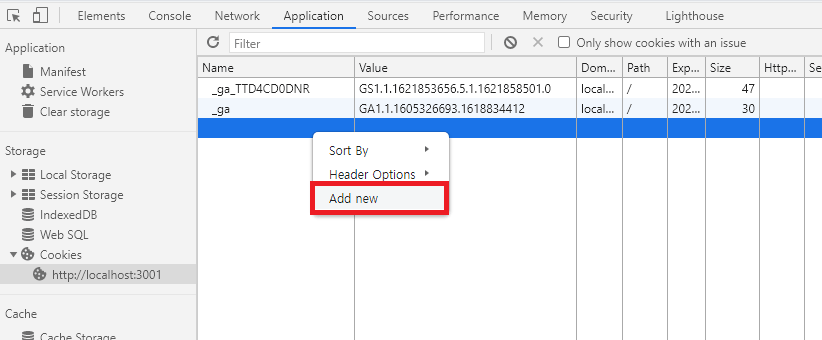 Elements Console Network Application Sources Performance Memory Security Lighthouse
Application
Manifest
Service Workers
Clear storage
Storage
Local Storage
Session Storage
IndexedDB
Web SQL
Cookies
http://localhost:3001
Cache
Cache Storage
Filter Only show cookies with an issue
Name Value Dom... Path Exp... Size Http... Se
_ga_TTD4CD0DNR GS1.1.1621853656.5.1.1621858501.0 local... / 202... 47
_ga GA1.1.1605326693.1618834412 local... / 202... 30
Sort By
Header Options
Add new